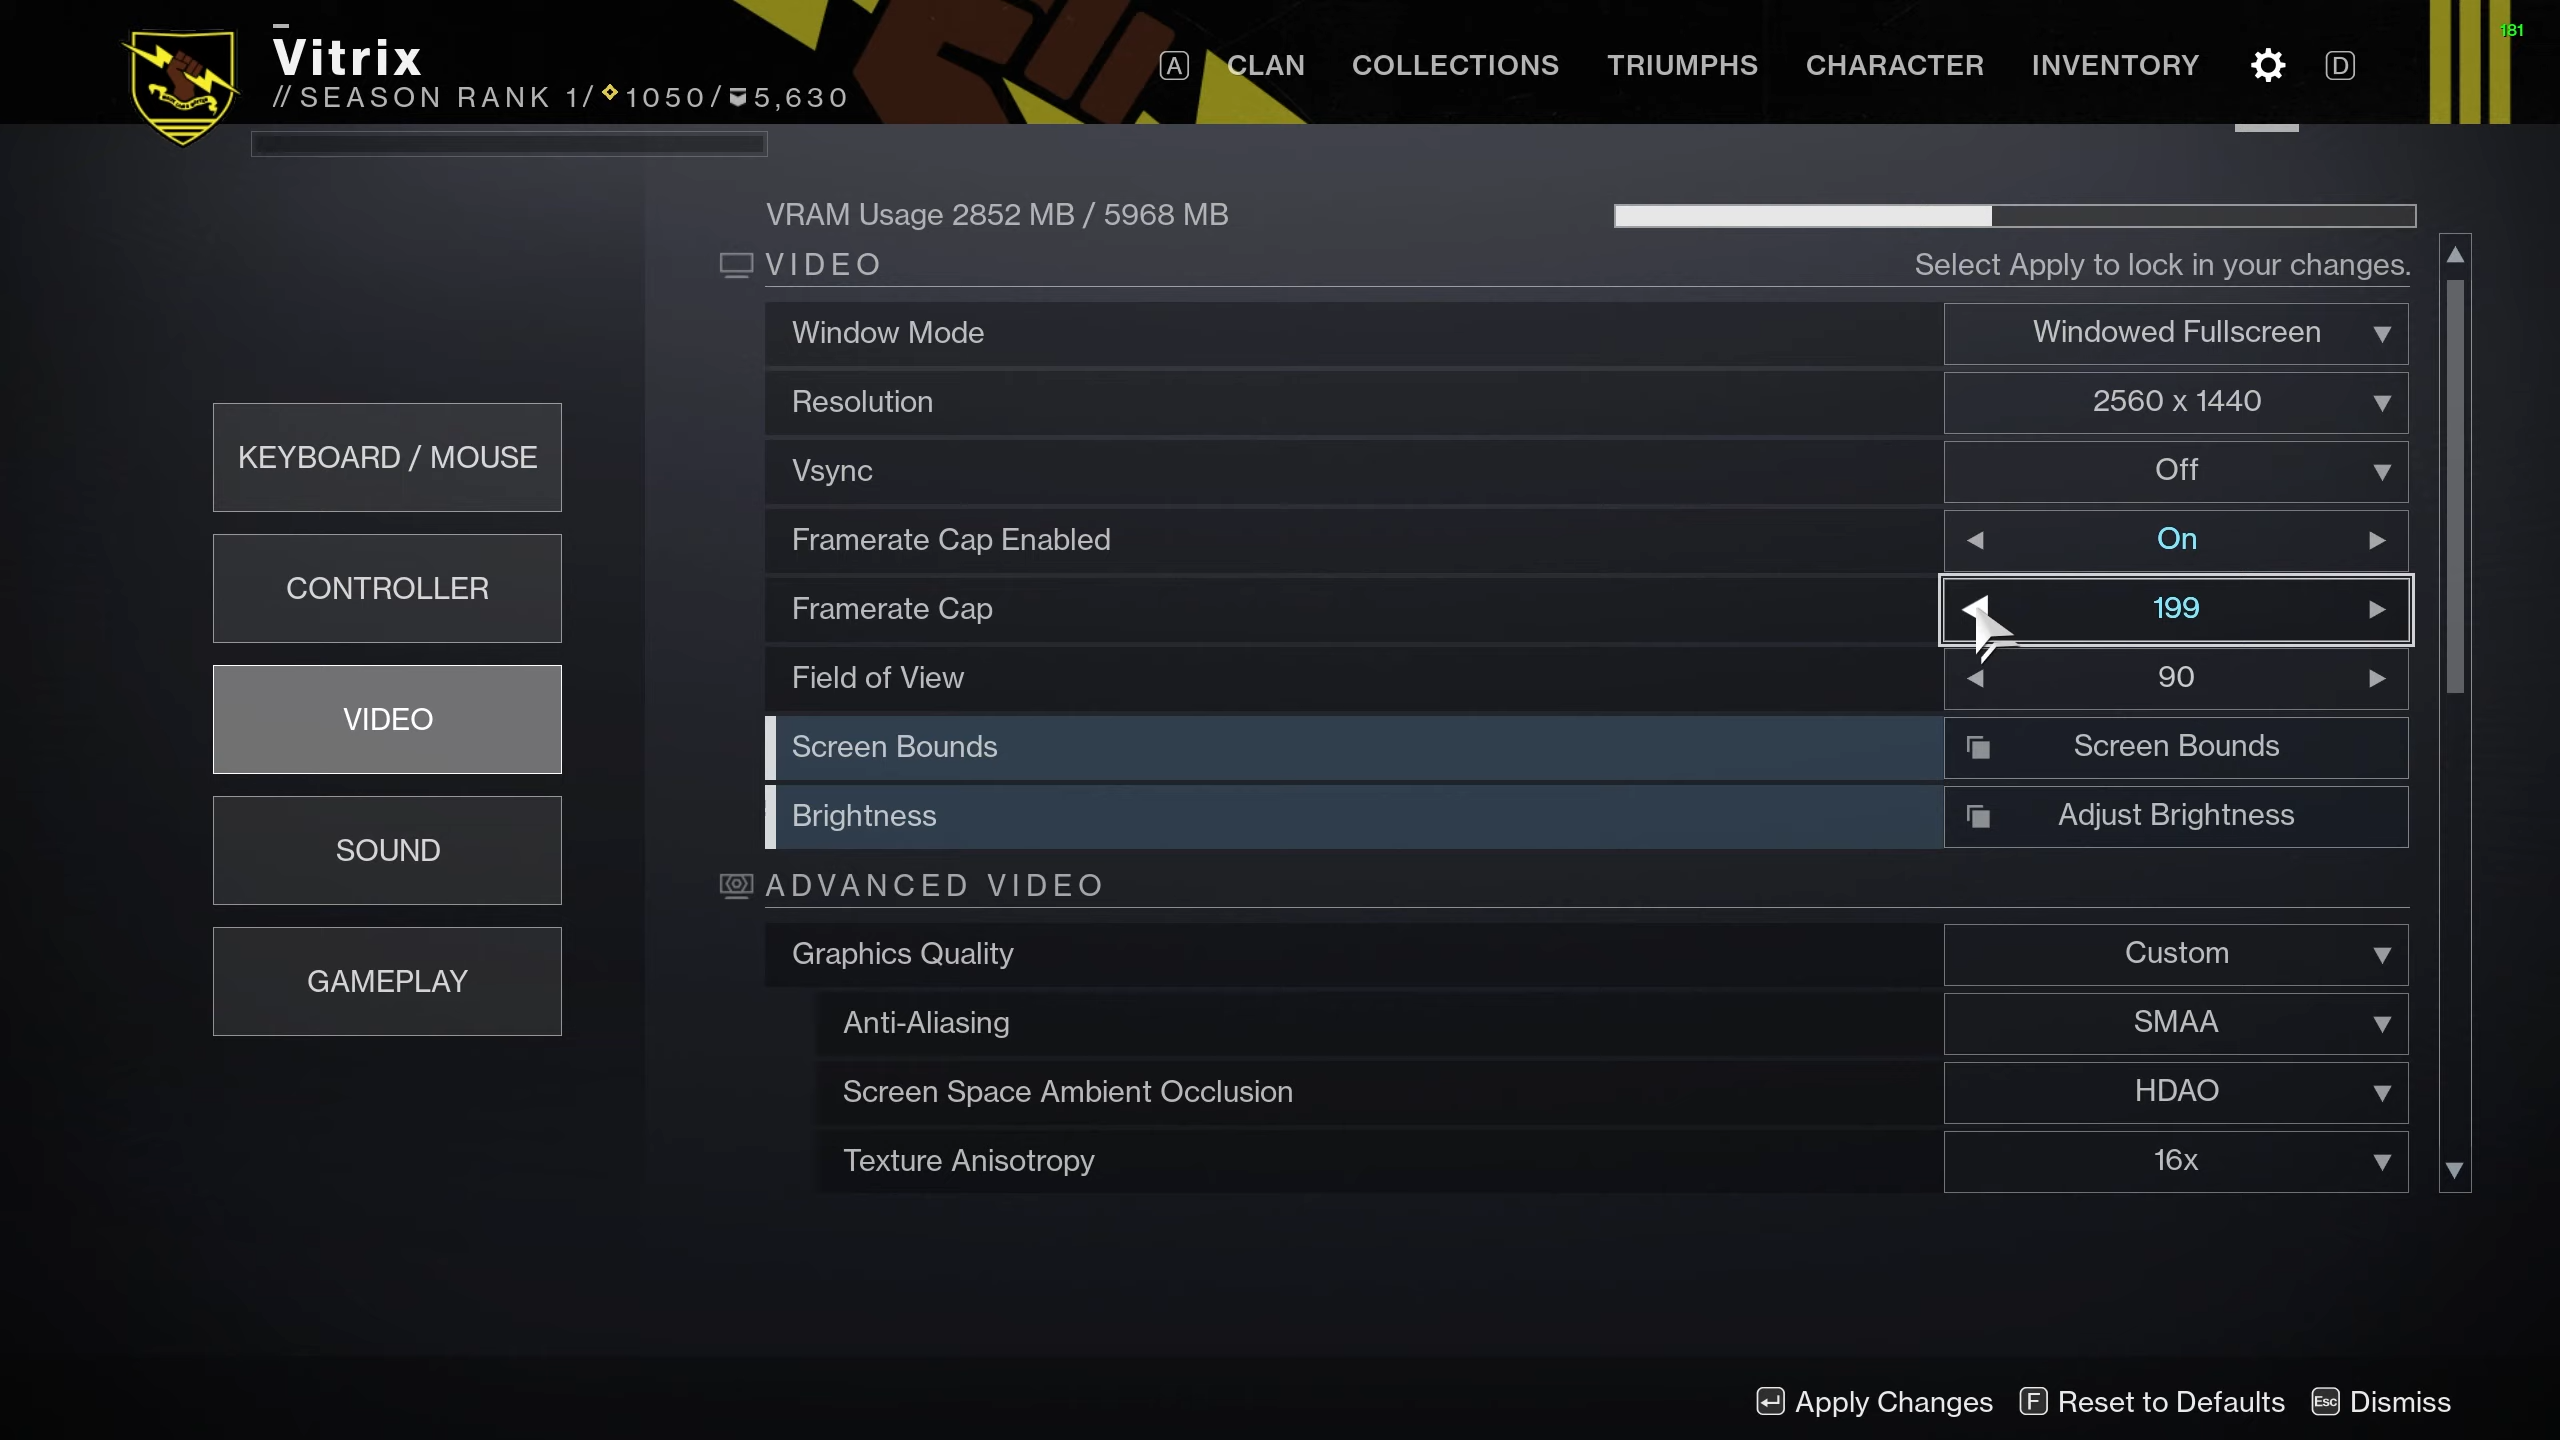 Vitrix
// SEASON RANK 1/ 1050/ 5,630
A CLAN COLLECTIONS TRIUMPHS CHARACTER INVENTORY D
181
VRAM Usage 2852 MB / 5968 MB
VIDEO
Select Apply to lock in your changes.
Window Mode Windowed Fullscreen
Resolution 2560 x 1440
Vsync Off
Framerate Cap Enabled On
Framerate Cap 199
Field of View 90
Screen Bounds Screen Bounds
Brightness Adjust Brightness
KEYBOARD / MOUSE
CONTROLLER
VIDEO
SOUND
GAMEPLAY
ADVANCED VIDEO
Graphics Quality Custom
Anti-Aliasing SMAA
Screen Space Ambient Occlusion HDAO
Texture Anisotropy 16x
Apply Changes F Reset to Defaults Esc Dismiss